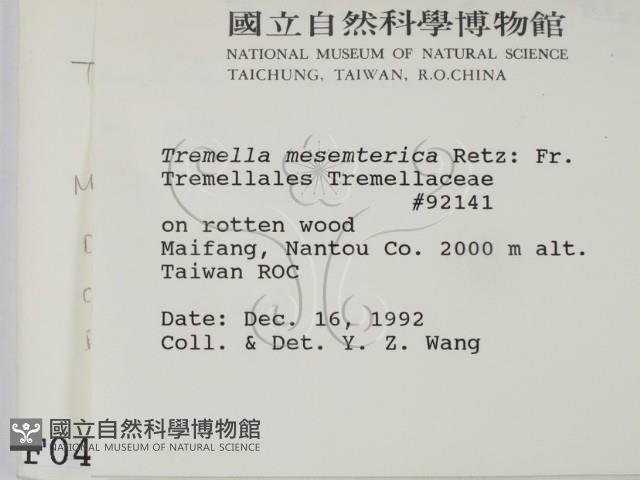 國立自然科學博物館
NATIONAL MUSEUM OF NATURAL SCIENCE
TAICHUNG, TAIWAN, R.O.CHINA
T
Tremella mesemterica Retz: Fr.
Tremellales Tremellaceae
M
#92141
on rotten wood
Maifang, Nantou Co. 2000 m alt.
Taiwan ROC
Date: Dec. 16, 1992
Coll. & Det. Y. Z. Wang
國立自然科學博物館
NATIONAL MUSEUM OF NATURAL SCIENCE
F04